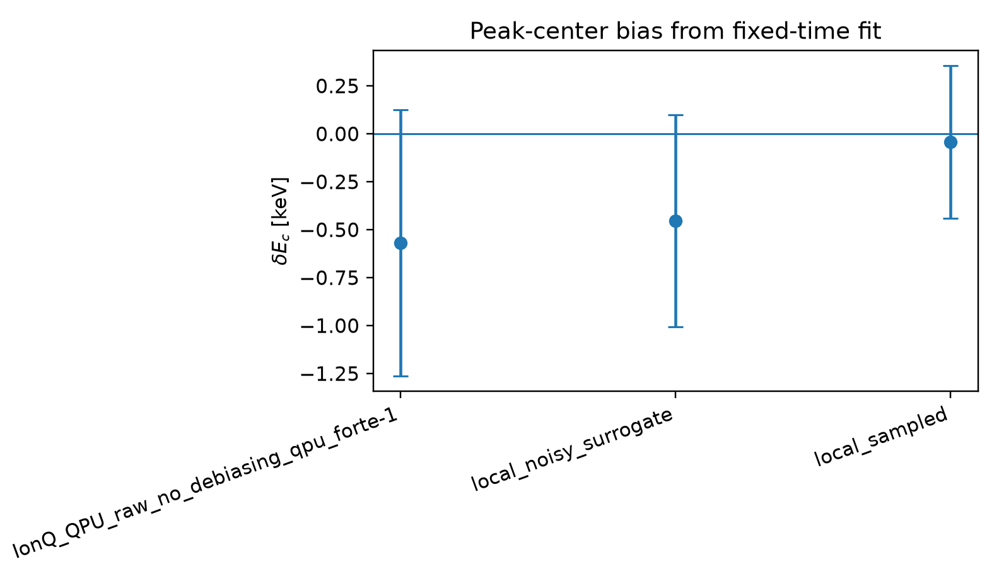 Peak-center bias from fixed-time fit
δE_c [keV]
0.25
0.00
−0.25
−0.50
−0.75
−1.00
−1.25
IonQ_QPU_raw_no_debiasing_qpu_forte-1
local_noisy_surrogate
local_sampled